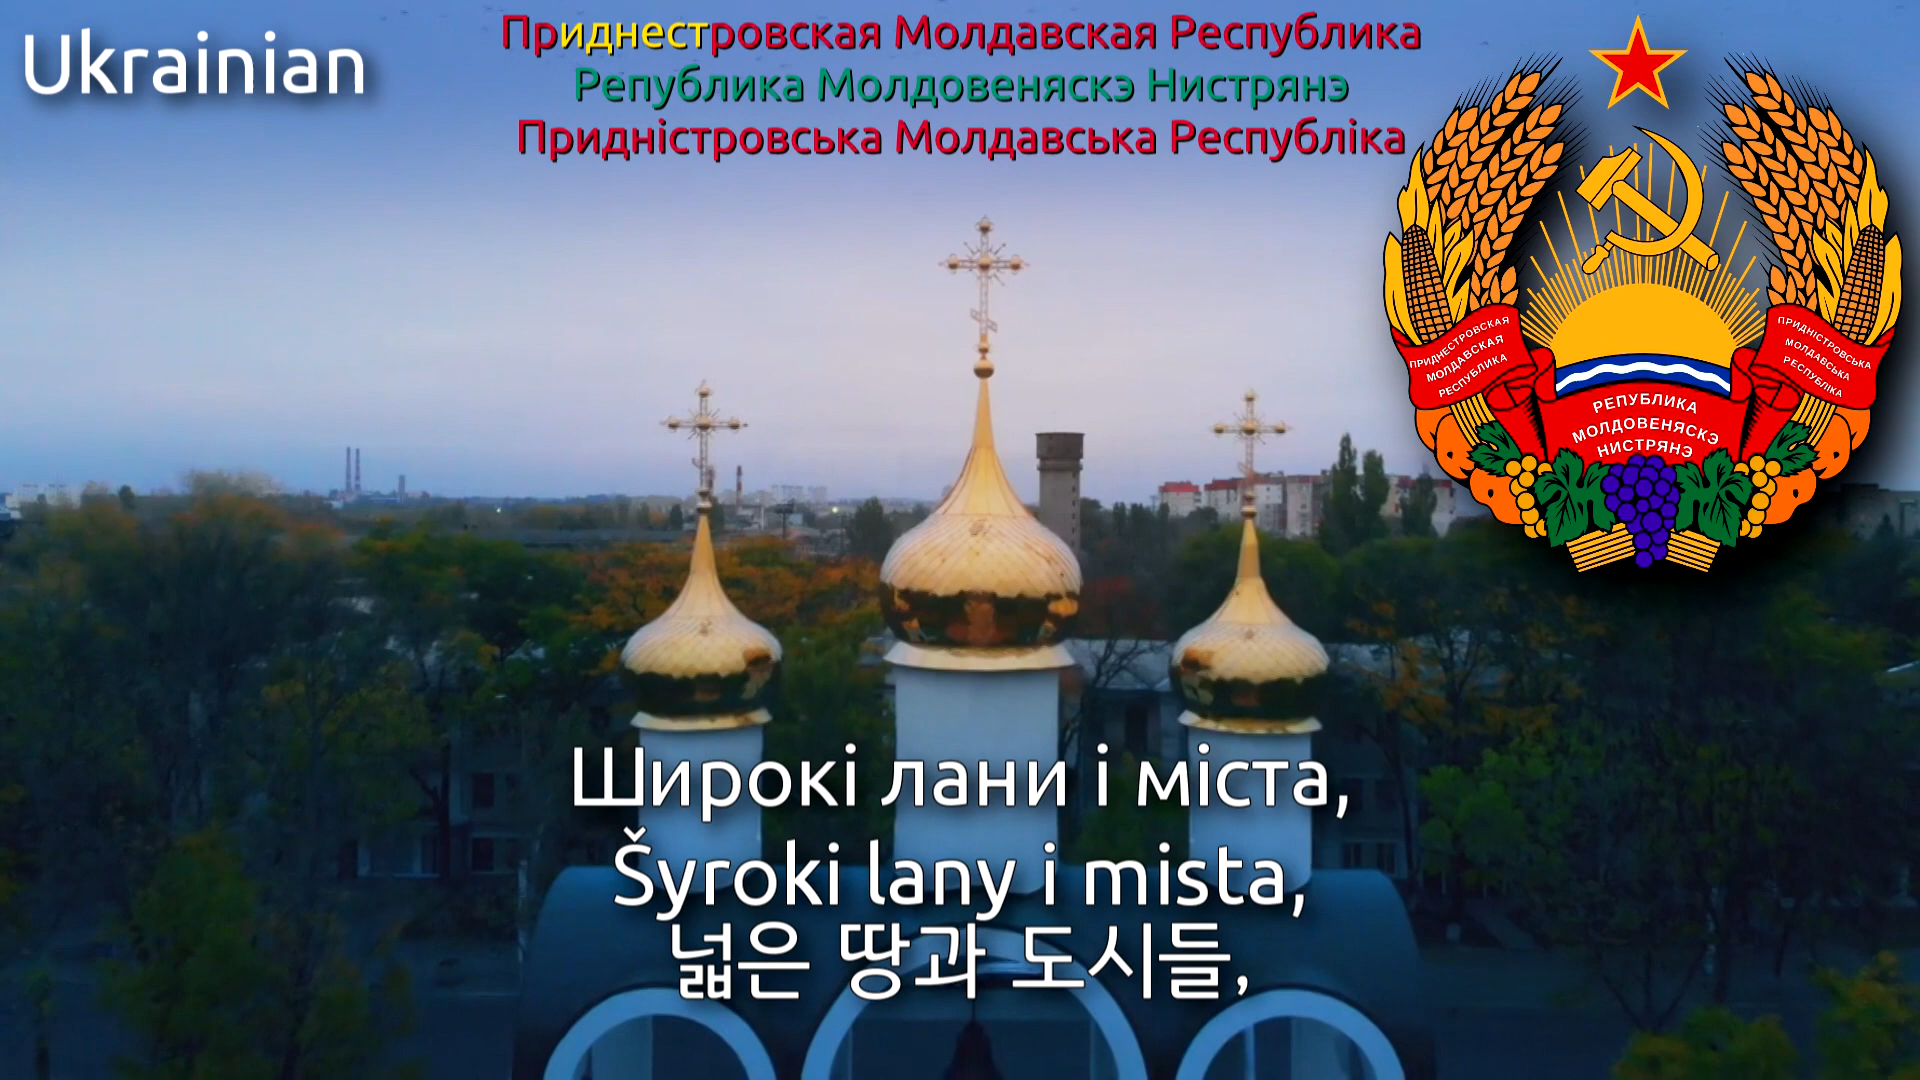 Ukrainian
Приднестровская Молдавская Республика
Република Молдовеняскэ Нистрянэ
Придністровська Молдавська Республіка
ПРИДНЕСТРОВСКАЯ
МОЛДАВСКАЯ
РЕСПУБЛИКА
ПРИДНІСТРОВСЬКА
МОЛДАВСЬКА
РЕСПУБЛІКА
РЕПУБЛИКА
МОЛДОВЕНЯСКЭ
НИСТРЯНЭ
Широкі лани і міста,
Šyroki lany i mista,
넓은 땅과 도시들,